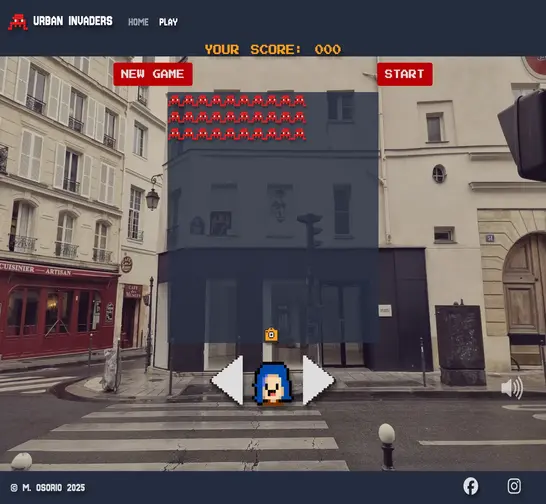 URBAN INVADERS
HOME
PLAY
YOUR SCORE: 000
NEW GAME
START
CUISINIER ARTISAN
© M. OSORIO 2025